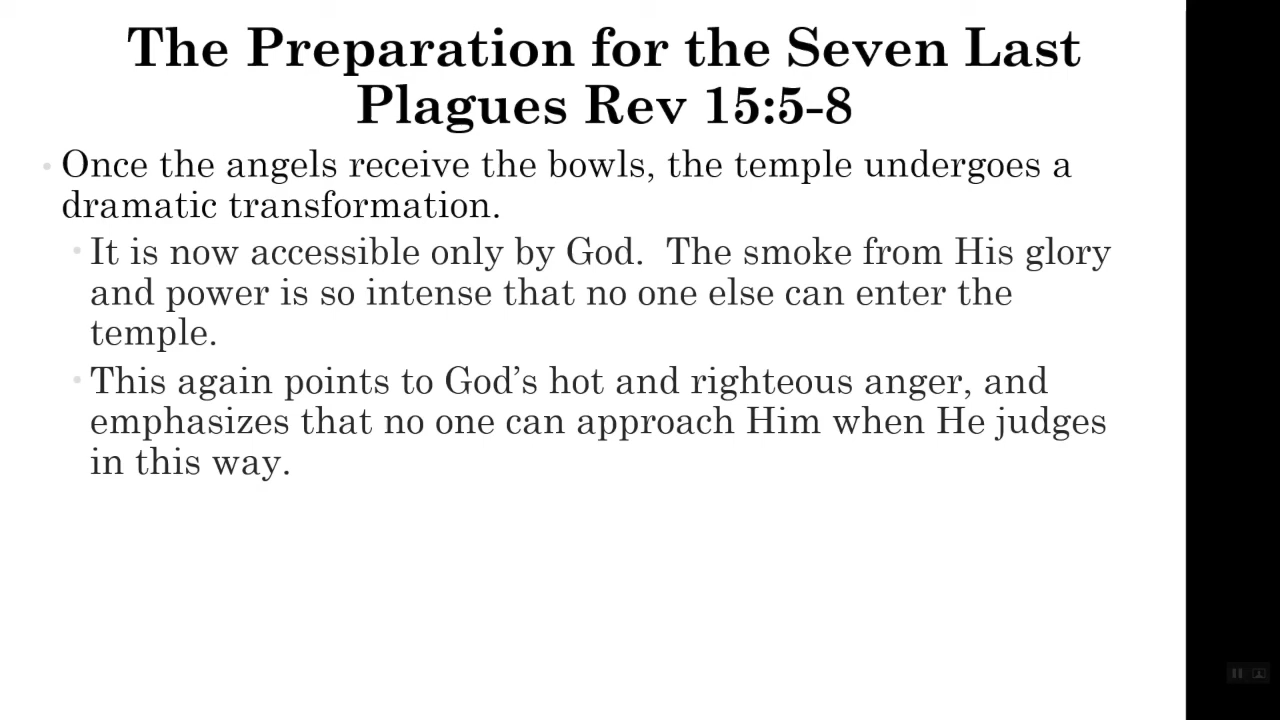 The Preparation for the Seven Last
Plagues Rev 15:5-8
• Once the angels receive the bowls, the temple undergoes a
dramatic transformation.
• It is now accessible only by God.  The smoke from His glory
and power is so intense that no one else can enter the
temple.
• This again points to God’s hot and righteous anger, and
emphasizes that no one can approach Him when He judges
in this way.